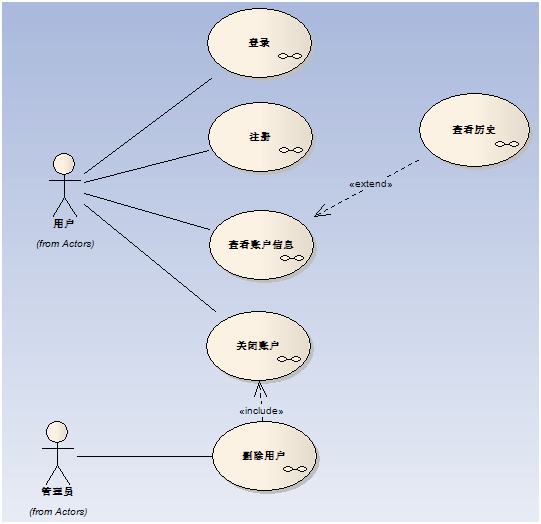 登录
注册
查看历史
«extend»
用户
(from Actors)
查看账户信息
关闭账户
«include»
删除用户
管理员
(from Actors)